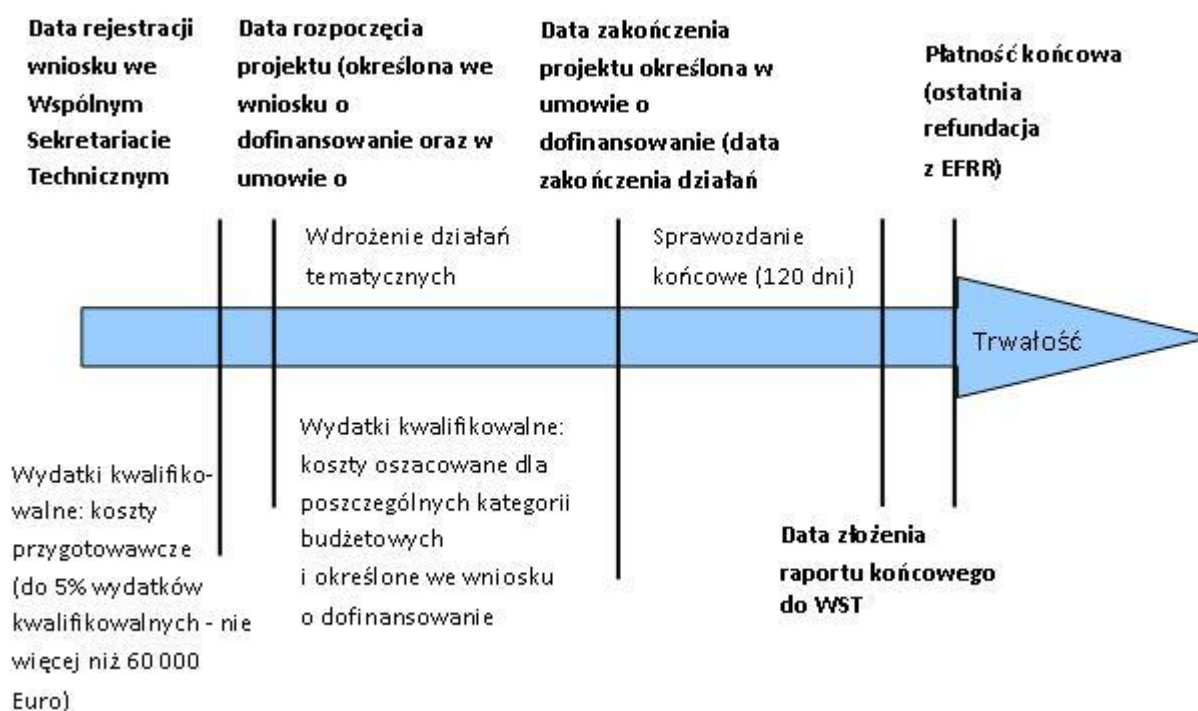 Data rejestracji
wniosku we
Wspólnym
Sekretariacie
Technicznym
Data rozpoczęcia
projektu (określona we
wniosku o
dofinansowanie oraz w
umowie o
Data zakończenia
projektu określona w
umowie o
dofinansowanie (data
zakończenia działań
Płatność końcowa
(ostatnia
refundacja
z EFRR)
Wdrożenie działań
tematycznych
Sprawozdanie
końcowe (120 dni)
Trwałość
Wydatki kwalifiko-
walne: koszty
przygotowawcze
(do 5% wydatków
kwalifikowalnych - nie
więcej niż 60 000
Euro)
Wydatki kwalifikowalne:
koszty oszacowane dla
poszczególnych kategorii
budżetowych
i określone we wniosku
o dofinansowanie
Data złożenia
raportu końcowego
do WST